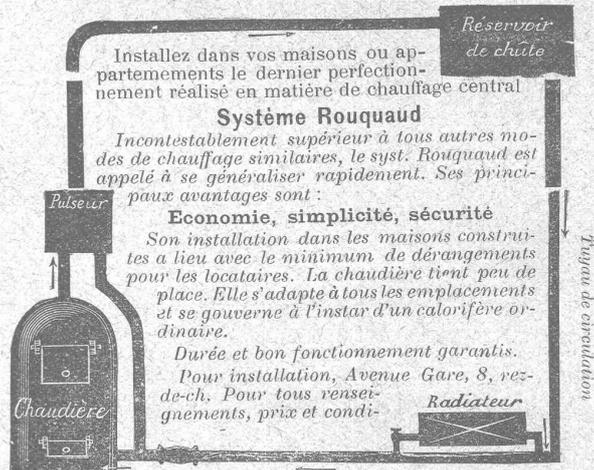 Réservoir
de chûte
Installez dans vos maisons ou ap-
partemements le dernier perfection-
nement réalisé en matière de chauffage central
Système Rouquaud
Incontestablement supérieur à tous autres mo-
des de chauffage similaires, le syst. Rouquaud est
appelé à se généraliser rapidement. Ses princi-
paux avantages sont :
Pulseur
Economie, simplicité, sécurité
Son installation dans les maisons construi-
tes a lieu avec le minimum de dérangements
pour les locataires. La chaudière tient peu de
place. Elle s'adapte à tous les emplacements
et se gouverne à l'instar d'un calorifère or-
dinaire.
Durée et bon fonctionnement garantis.
Pour installation, Avenue Gare, 8, rez-
de-ch. Pour tous rensei-
gnements, prix et condi-
Tuyau de circulation
Chaudière
Radiateur